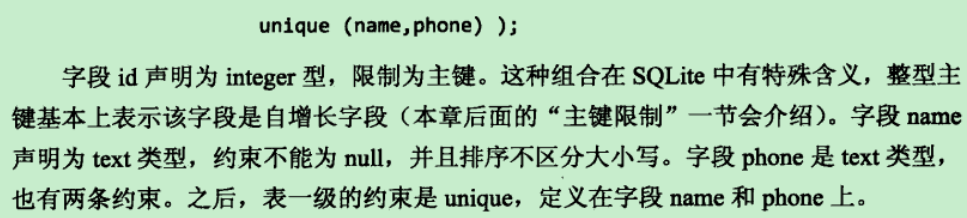 unique (name,phone) );
字段 id 声明为 integer 型，限制为主键。这种组合在 SQLite 中有特殊含义，整型主
键基本上表示该字段是自增长字段（本章后面的“主键限制”一节会介绍）。字段 name
声明为 text 类型，约束不能为 null，并且排序不区分大小写。字段 phone 是 text 类型，
也有两条约束。之后，表一级的约束是 unique，定义在字段 name 和 phone 上。